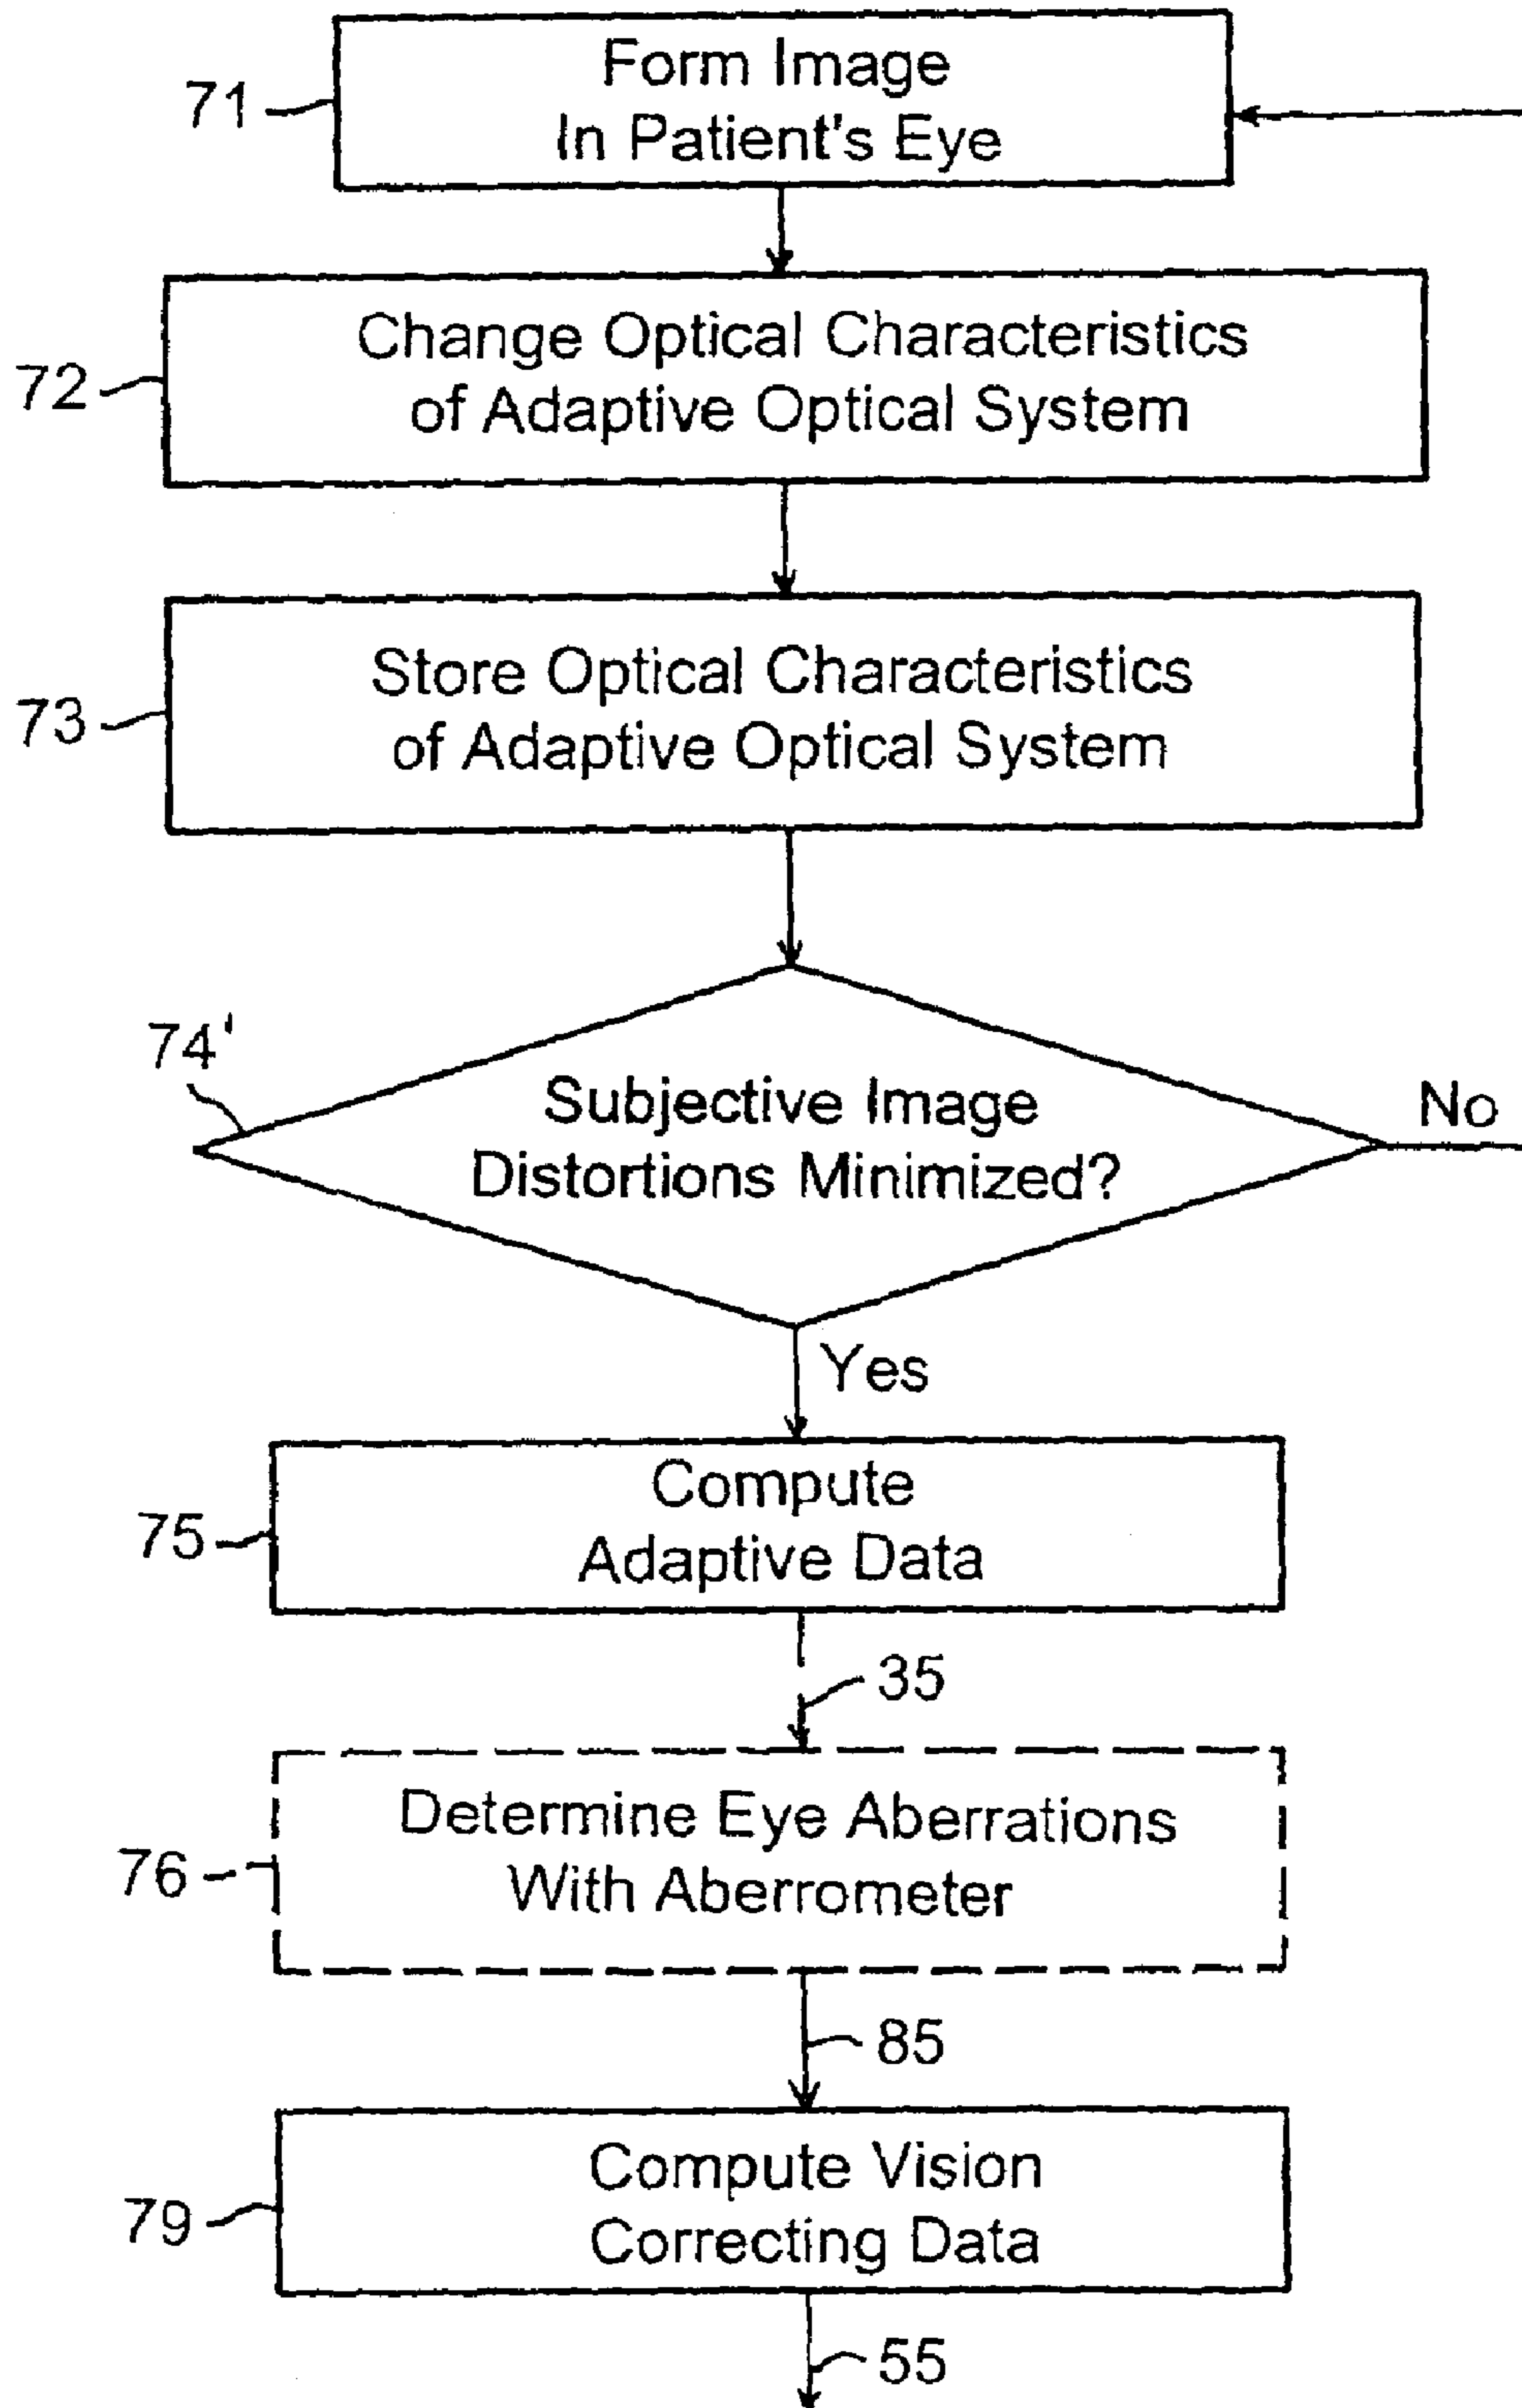 Form Image
In Patient's Eye
71
Change Optical Characteristics
of Adaptive Optical System
72
Store Optical Characteristics
of Adaptive Optical System
73
74'
Subjective Image
Distortions Minimized?
No
Yes
Compute
Adaptive Data
75
35
Determine Eye Aberrations
With Aberrometer
76
85
Compute Vision
Correcting Data
79
55